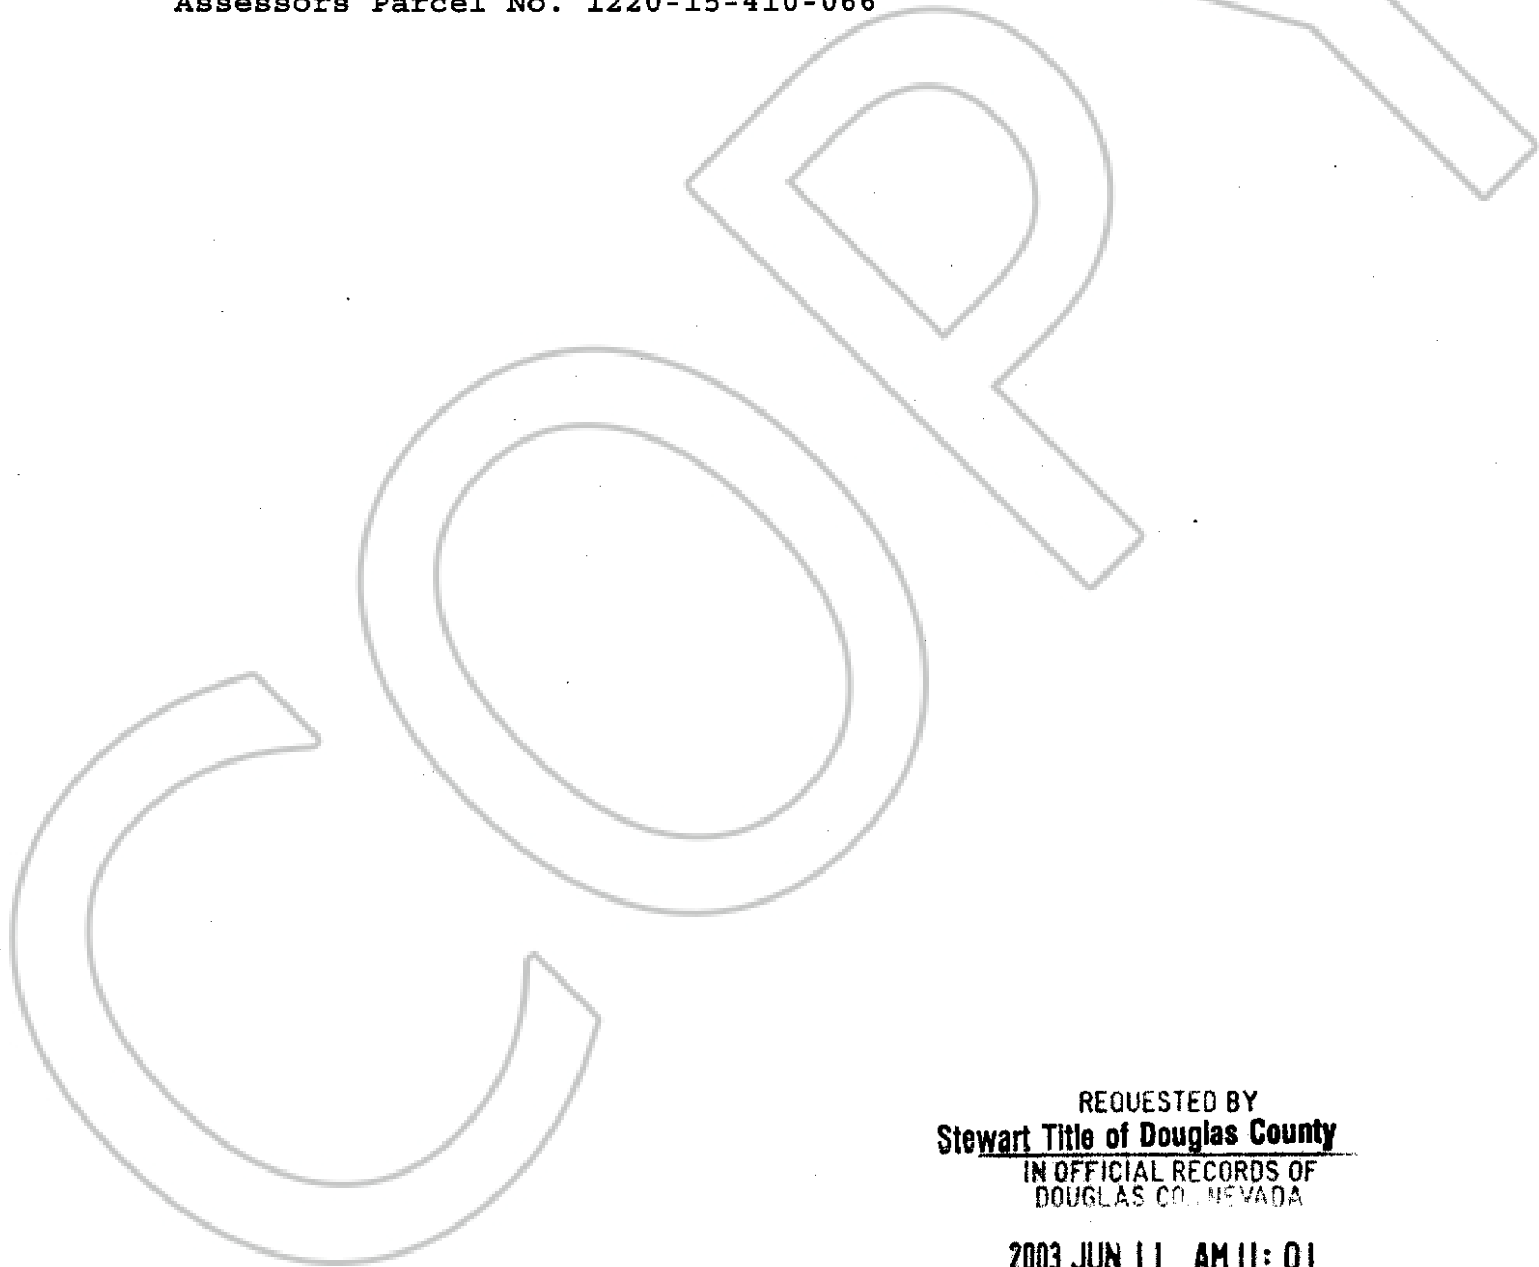 Assessors Parcel No. 1220-15-410-066
COPY
REQUESTED BY
Stewart Title of Douglas County
IN OFFICIAL RECORDS OF
DOUGLAS CO., NEVADA
2003 JUN 11 AM 11: 01